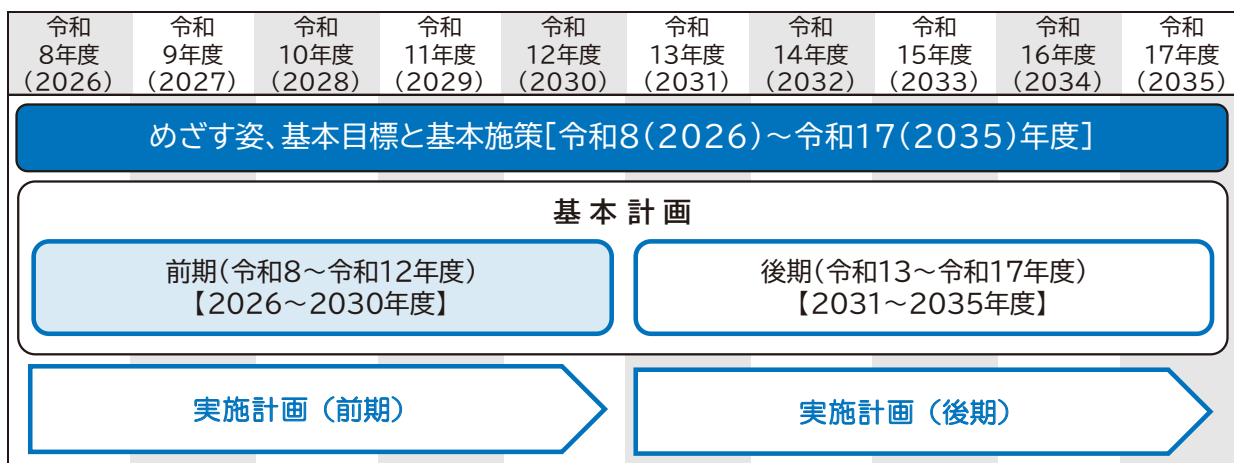 令和
8年度
(2026)
令和
9年度
(2027)
令和
10年度
(2028)
令和
11年度
(2029)
令和
12年度
(2030)
令和
13年度
(2031)
令和
14年度
(2032)
令和
15年度
(2033)
令和
16年度
(2034)
令和
17年度
(2035)
めざす姿、基本目標と基本施策[令和8(2026)～令和17(2035)年度]
基本計画
前期(令和8～令和12年度)
【2026～2030年度】
後期(令和13～令和17年度)
【2031～2035年度】
実施計画（前期）
実施計画（後期）